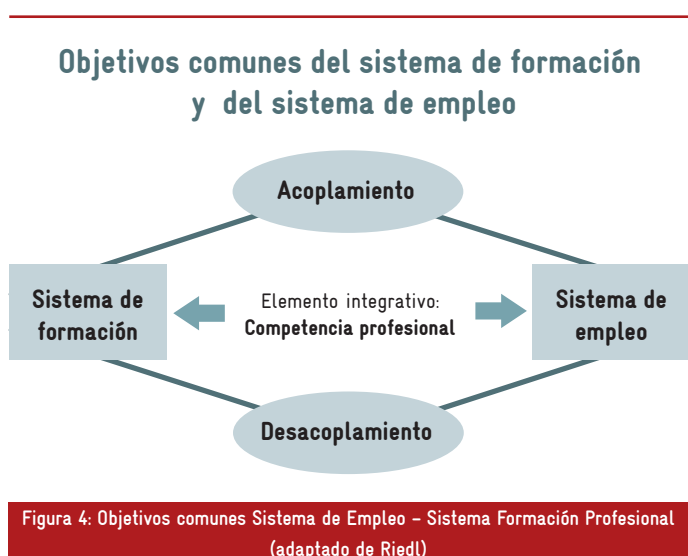 Objetivos comunes del sistema de formación
y del sistema de empleo
Acoplamiento
Sistema de
formación
Elemento integrativo:
Competencia profesional
Sistema de
empleo
Desacoplamiento
Figura 4: Objetivos comunes Sistema de Empleo – Sistema Formación Profesional
(adaptado de Riedl)